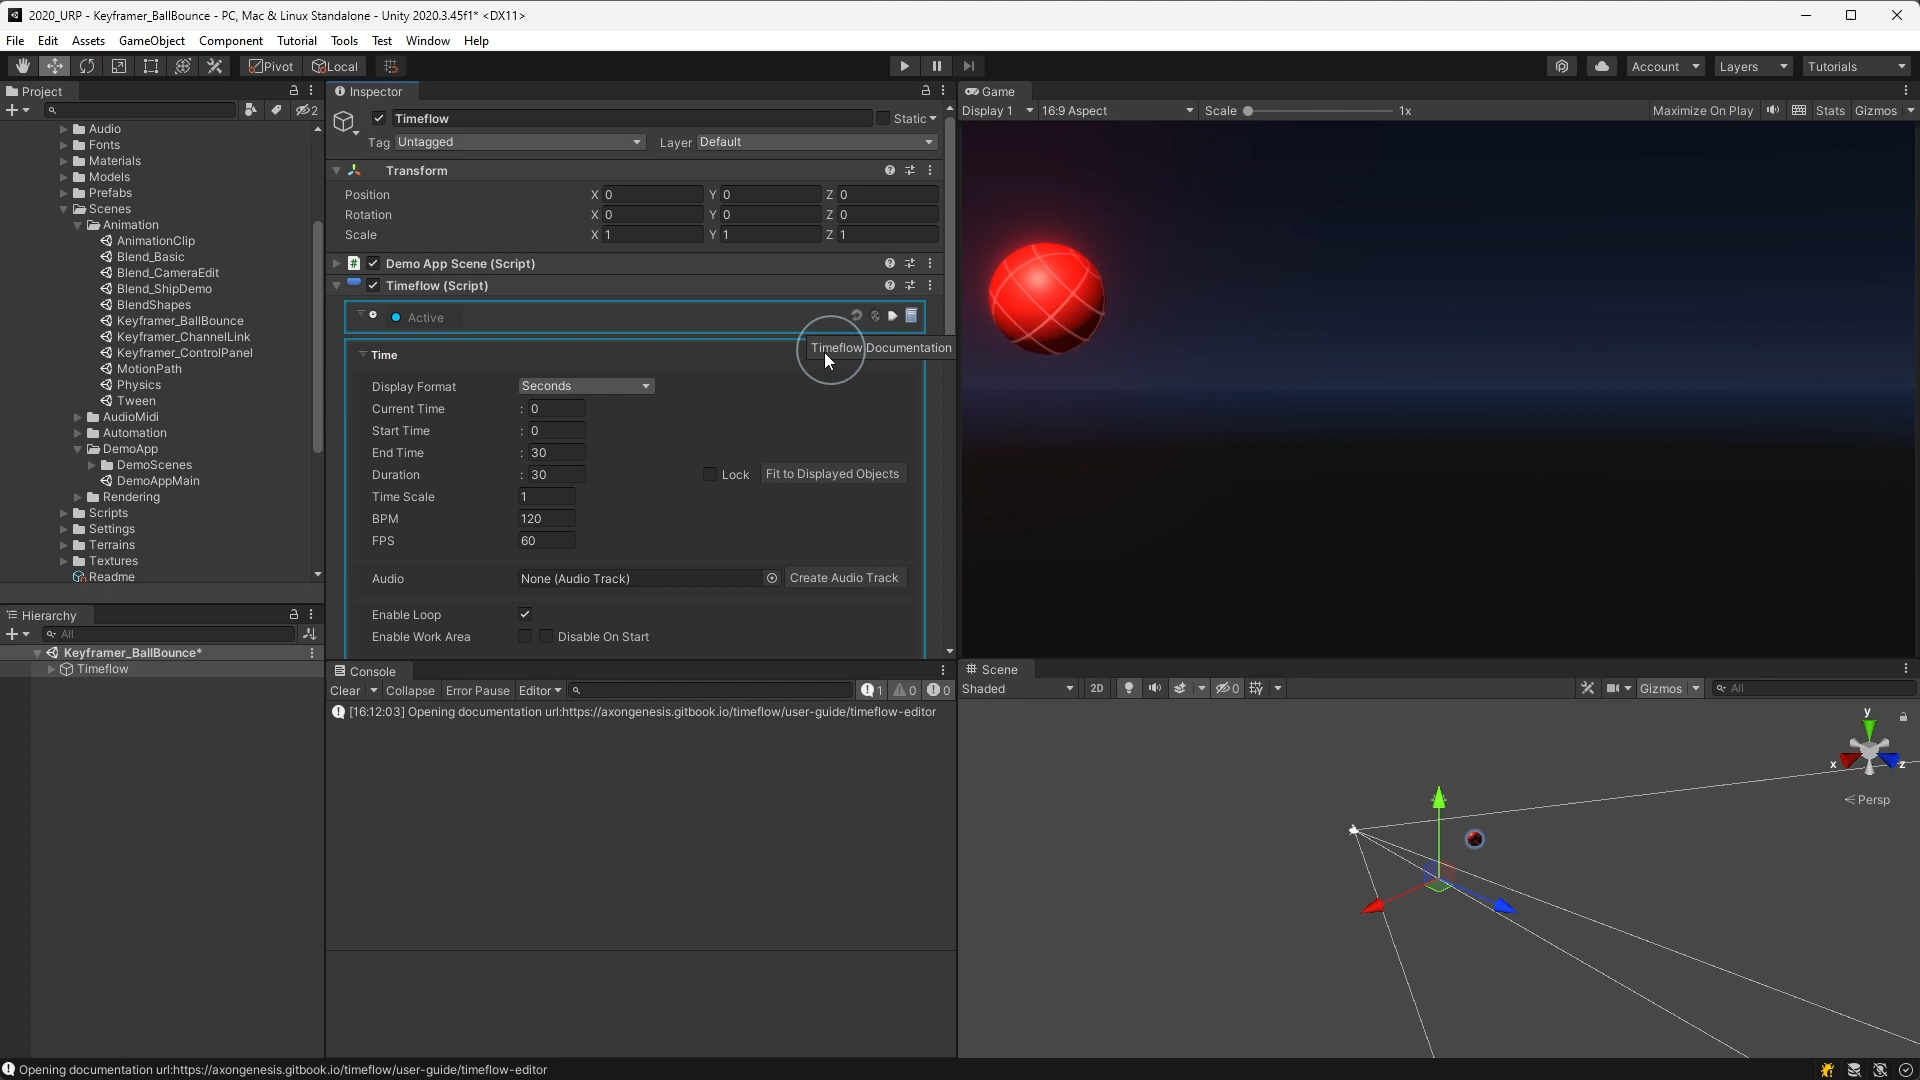 2020_URP - Keyframer_BallBounce - PC, Mac & Linux Standalone - Unity 2020.3.45f1* <DX11>
File Edit Assets GameObject Component Tutorial Tools Test Window Help
Pivot Local Account Layers Tutorials
Project
2
Audio
Fonts
Materials
Models
Prefabs
Scenes
Animation
AnimationClip
Blend_Basic
Blend_CameraEdit
Blend_ShipDemo
BlendShapes
Keyframer_BallBounce
Keyframer_ChannelLink
Keyframer_ControlPanel
MotionPath
Physics
Tween
AudioMidi
Automation
DemoApp
DemoScenes
DemoAppMain
Rendering
Scripts
Settings
Terrains
Textures
Readme
Hierarchy
All
Keyframer_BallBounce*
Timeflow
Inspector
Timeflow Static
Tag Untagged Layer Default
Transform
Position X 0 Y 0 Z 0
Rotation X 0 Y 0 Z 0
Scale X 1 Y 1 Z 1
Demo App Scene (Script)
Timeflow (Script)
Active
Timeflow Documentation
Time
Display Format Seconds
Current Time : 0
Start Time : 0
End Time : 30
Duration : 30 Lock Fit to Displayed Objects
Time Scale 1
BPM 120
FPS 60
Audio None (Audio Track) Create Audio Track
Enable Loop
Enable Work Area Disable On Start
Console
Clear Collapse Error Pause Editor 1 0 0
[16:12:03] Opening documentation url:https://axongenesis.gitbook.io/timeflow/user-guide/timeflow-editor
Game
Display 1 16:9 Aspect Scale 1x Maximize On Play Stats Gizmos
Scene
Shaded 2D 0 Gizmos All
y
x z
Persp
Opening documentation url:https://axongenesis.gitbook.io/timeflow/user-guide/timeflow-editor